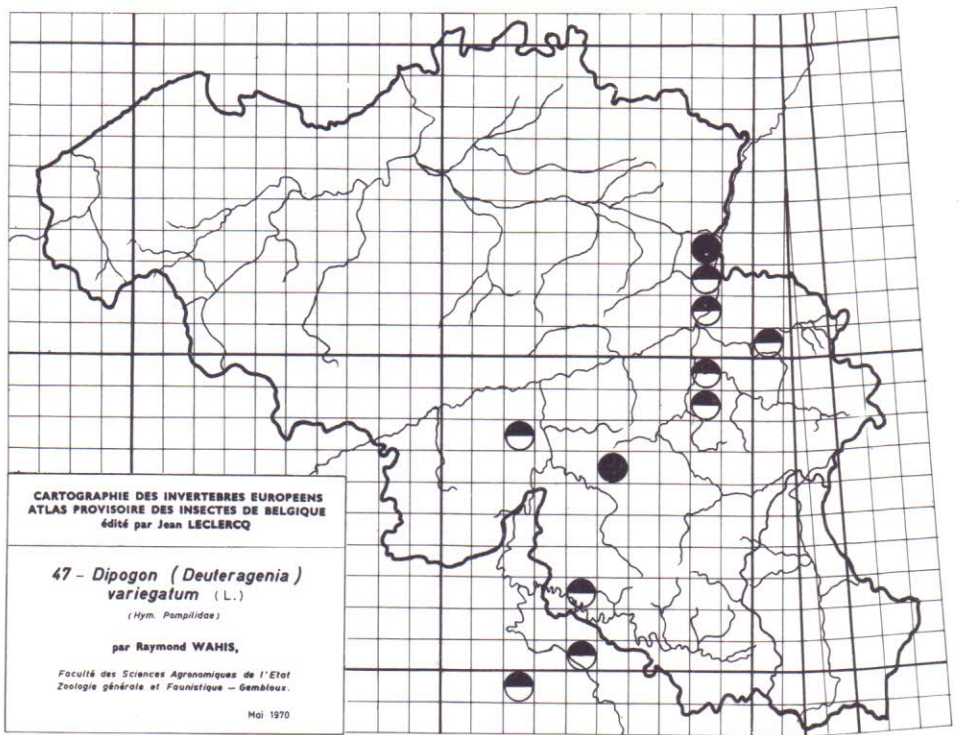 CARTOGRAPHIE DES INVERTEBRES EUROPEENS
ATLAS PROVISOIRE DES INSECTES DE BELGIQUE
édité par Jean LECLERCQ
47 – Dipogon (Deuteragenia)
variegatum (L.)
(Hym. Pompilidae)
par Raymond WAHIS,
Faculté des Sciences Agronomiques de l'Etat
Zoologie générale et Faunistique – Gembloux.
Mai 1970